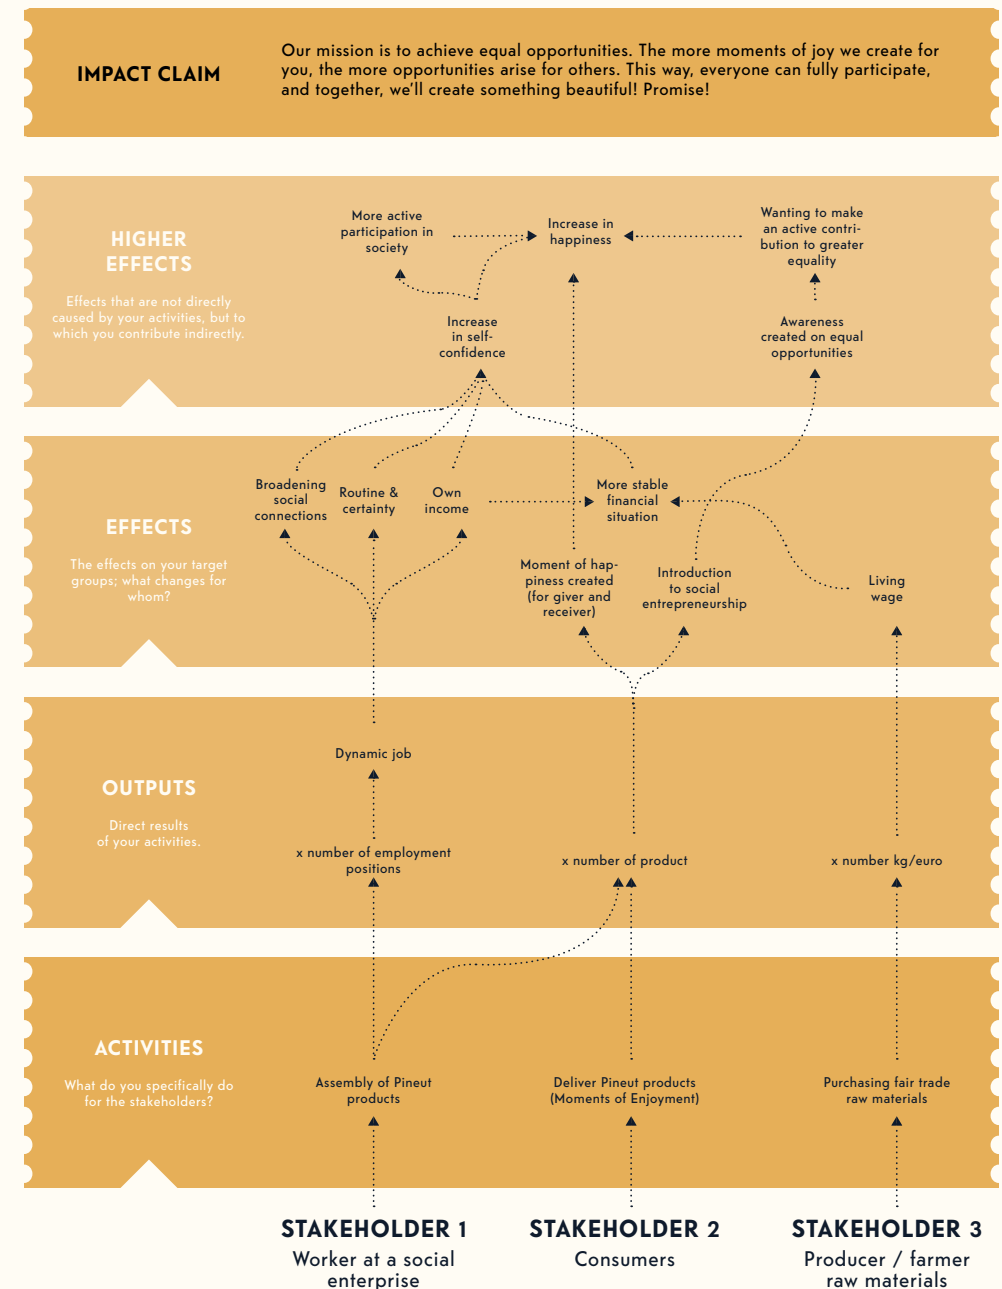 IMPACT CLAIM
Our mission is to achieve equal opportunities. The more moments of joy we create for
you, the more opportunities arise for others. This way, everyone can fully participate,
and together, we'll create something beautiful! Promise!
HIGHER
EFFECTS
Effects that are not directly
caused by your activities, but to
which you contribute indirectly.
More active
participation in
society
Increase in
happiness
Wanting to make
an active contri-
bution to greater
equality
Increase
in self-
confidence
Awareness
created on equal
opportunities
EFFECTS
The effects on your target
groups; what changes for
whom?
Broadening
social
connections
Routine &
certainty
Own
income
More stable
financial
situation
Moment of hap-
piness created
(for giver and
receiver)
Introduction
to social
entrepreneurship
Living
wage
OUTPUTS
Direct results
of your activities.
Dynamic job
x number of employment
positions
x number of product
x number kg/euro
ACTIVITIES
What do you specifically do
for the stakeholders?
Assembly of Pineut
products
Deliver Pineut products
(Moments of Enjoyment)
Purchasing fair trade
raw materials
STAKEHOLDER 1
Worker at a social
enterprise
STAKEHOLDER 2
Consumers
STAKEHOLDER 3
Producer / farmer
raw materials